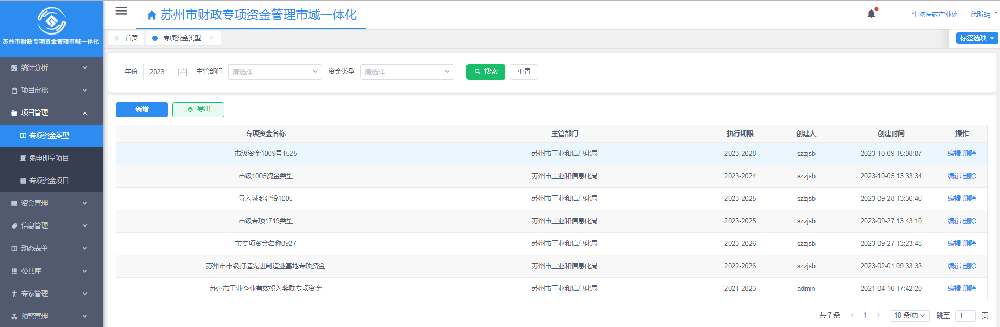 苏州市财政专项资金管理市域一体化
苏州市财政专项资金管理市域一体化
生物医药产业处 徐昕玥
首页 专项资金类型 标签选项
统计分析
项目审批
项目管理
专项资金类型
免申即享项目
专项资金项目
资金管理
信息管理
动态表单
公共库
专家管理
预警管理
年份 2023 主管部门 请选择 资金类型 请选择 搜索 重置
新增 导出
专项资金名称 主管部门 执行期限 创建人 创建时间 操作
市级资金1009号1525 苏州市工业和信息化局 2023-2028 szzjsb 2023-10-09 15:08:07 编辑 删除
市级1005资金类型 苏州市工业和信息化局 2023-2024 szzjsb 2023-10-05 13:33:34 编辑 删除
导入城乡建设1005 苏州市工业和信息化局 2023-2025 szzjsb 2023-09-28 13:30:46 编辑 删除
市级专项1719类型 苏州市工业和信息化局 2023-2025 szzjsb 2023-09-27 13:43:10 编辑 删除
市专项资金名称0927 苏州市工业和信息化局 2023-2026 szzjsb 2023-09-27 13:23:48 编辑 删除
苏州市市级打造先进制造业基地专项资金 苏州市工业和信息化局 2022-2026 szzjsb 2023-02-01 09:33:33 编辑 删除
苏州市工业企业有效投入奖励专项资金 苏州市工业和信息化局 2021-2023 admin 2021-04-16 17:42:20 编辑 删除
共 7 条 1 10 条/页 跳至 1 页